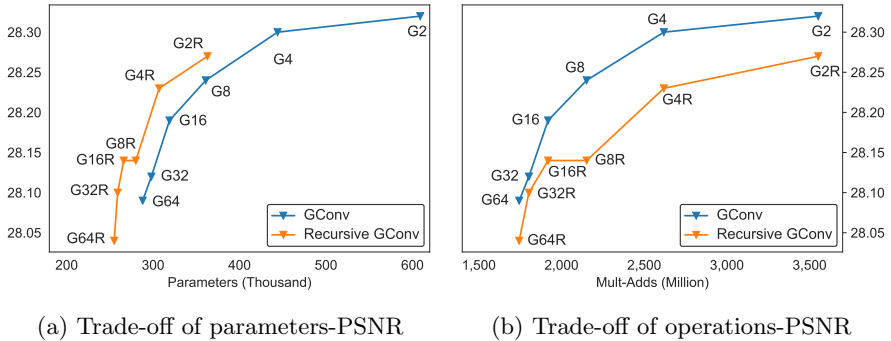 28.30
28.25
28.20
28.15
28.10
28.05
G2
G4
G2R
G4R
G8
G16
G8R
G16R
G32
G32R
G64
G64R
GConv
Recursive GConv
200 300 400 500 600
Parameters (Thousand)
(a) Trade-off of parameters-PSNR
G4
G2
G8
G2R
G4R
G16
G8R
G16R
G32
G32R
G64
G64R
GConv
Recursive GConv
28.30
28.25
28.20
28.15
28.10
28.05
1,500 2,000 2,500 3,000 3,500
Mult-Adds (Million)
(b) Trade-off of operations-PSNR